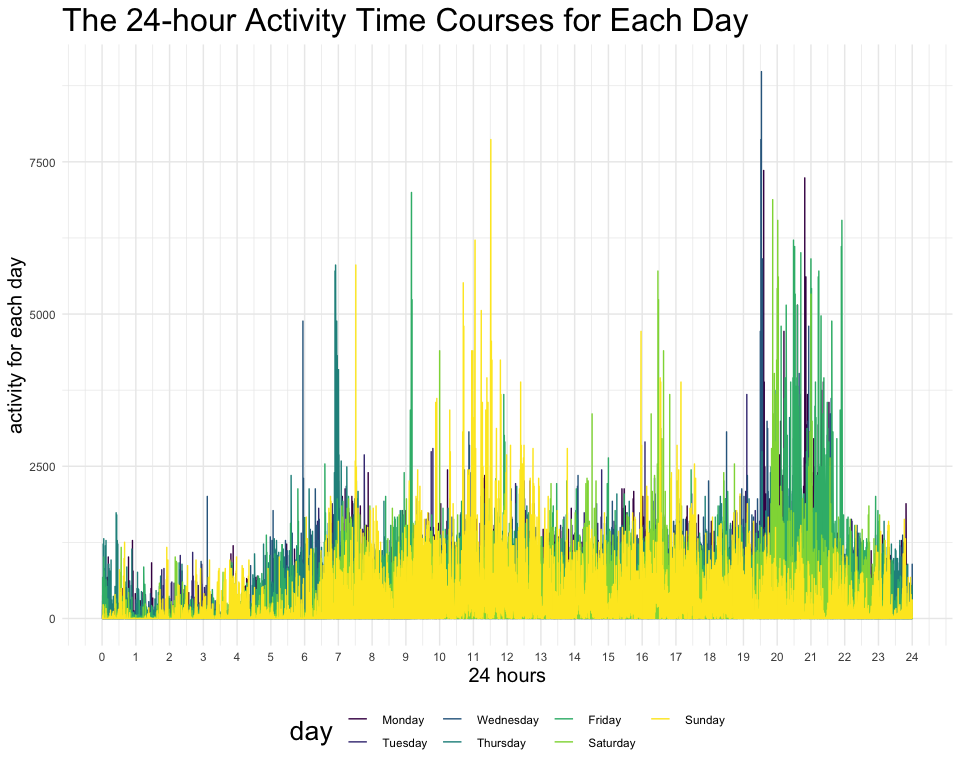 The 24-hour Activity Time Courses for Each Day
activity for each day
7500
5000
2500
0
0 1 2 3 4 5 6 7 8 9 10 11 12 13 14 15 16 17 18 19 20 21 22 23 24
24 hours
day
Monday Wednesday Friday Sunday
Tuesday Thursday Saturday